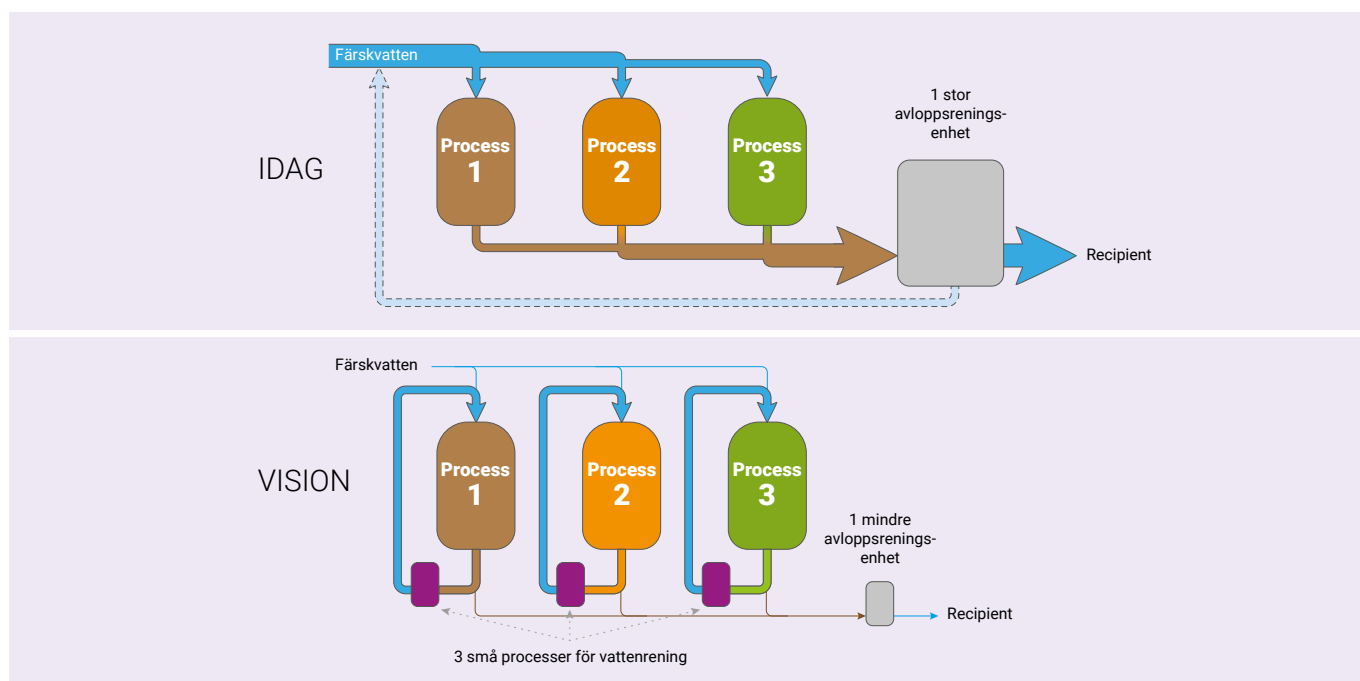 Färskvatten
1 stor
avloppsrenings-
enhet
IDAG
Process
1
Process
2
Process
3
Recipient
Färskvatten
VISION
Process
1
Process
2
Process
3
1 mindre
avloppsrenings-
enhet
Recipient
3 små processer för vattenrening